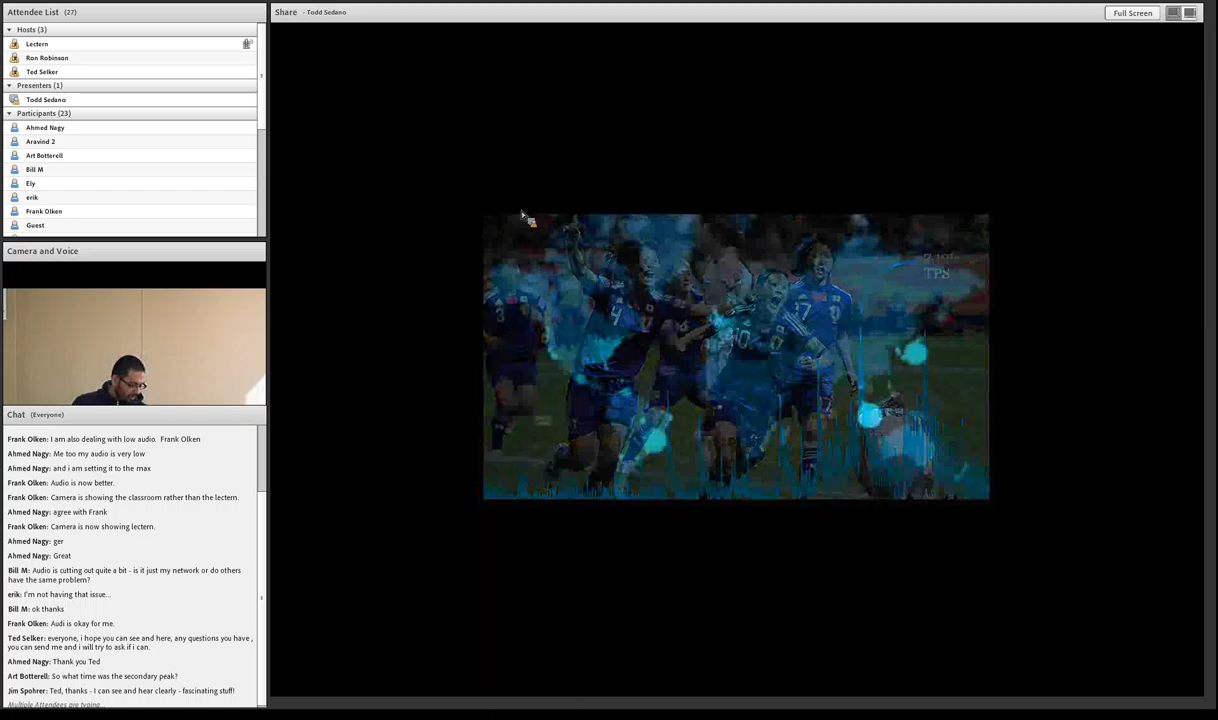 Attendee List (27)
Hosts (3)
Lectern
Ron Robinson
Ted Selker
Presenters (1)
Todd Sedano
Participants (23)
Ahmed Nagy
Aravind 2
Art Botterell
Bill M
Ely
erik
Frank Olken
Guest
Camera and Voice
Chat (Everyone)
Frank Olken: I am also dealing with low audio. Frank Olken
Ahmed Nagy: Me too my audio is very low
Ahmed Nagy: and i am setting it to the max
Frank Olken: Audio is now better.
Frank Olken: Camera is showing the classroom rather than the lectern.
Ahmed Nagy: agree with Frank
Frank Olken: Camera is now showing lectern.
Ahmed Nagy: ger
Ahmed Nagy: Great
Bill M: Audio is cutting out quite a bit - is it just my network or do others
have the same problem?
erik: I'm not having that issue...
Bill M: ok thanks
Frank Olken: Audi is okay for me.
Ted Selker: everyone, i hope you can see and here, any questions you have ,
you can send me and i will try to ask if i can.
Ahmed Nagy: Thank you Ted
Art Botterell: So what time was the secondary peak?
Jim Spohrer: Ted, thanks - I can see and hear clearly - fascinating stuff!
Multiple Attendees are typing...
Share - Todd Sedano
Full Screen
TPS
3
4
10
17